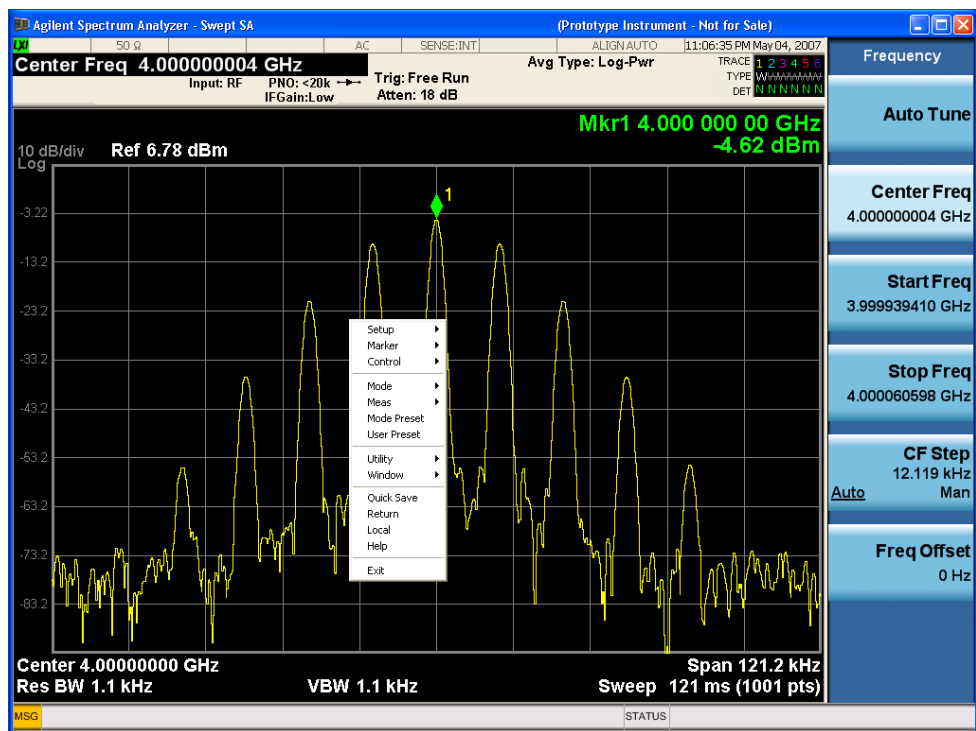 Agilent Spectrum Analyzer - Swept SA (Prototype Instrument - Not for Sale)
LXI 50 Ω AC SENSE:INT ALIGN AUTO 11:06:35 PM May 04, 2007
Center Freq 4.000000004 GHz
Input: RF PNO: <20k
IFGain:Low
Trig: Free Run
Atten: 18 dB
Avg Type: Log-Pwr
TRACE 1 2 3 4 5 6
TYPE WWWWWW
DET N N N N N N
Mkr1 4.000 000 00 GHz
-4.62 dBm
10 dB/div Ref 6.78 dBm
Log
1
-3.22
-13.2
-23.2
-33.2
-43.2
-53.2
-63.2
-73.2
-83.2
Setup
Marker
Control
Mode
Meas
Mode Preset
User Preset
Utility
Window
Quick Save
Return
Local
Help
Exit
Center 4.00000000 GHz Span 121.2 kHz
Res BW 1.1 kHz VBW 1.1 kHz Sweep 121 ms (1001 pts)
MSG STATUS
Frequency
Auto Tune
Center Freq
4.000000004 GHz
Start Freq
3.999939410 GHz
Stop Freq
4.000060598 GHz
CF Step
12.119 kHz
Auto Man
Freq Offset
0 Hz